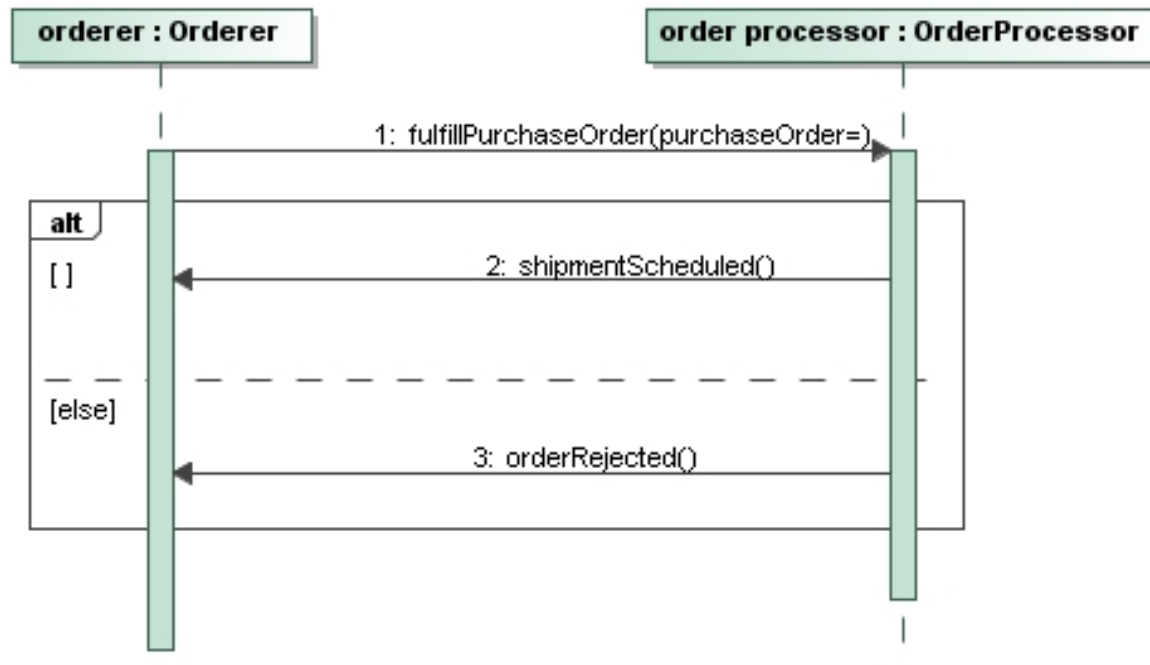 orderer : Orderer
order processor : OrderProcessor
1: fulfillPurchaseOrder(purchaseOrder=)
alt
[ ]
2: shipmentScheduled()
[else]
3: orderRejected()